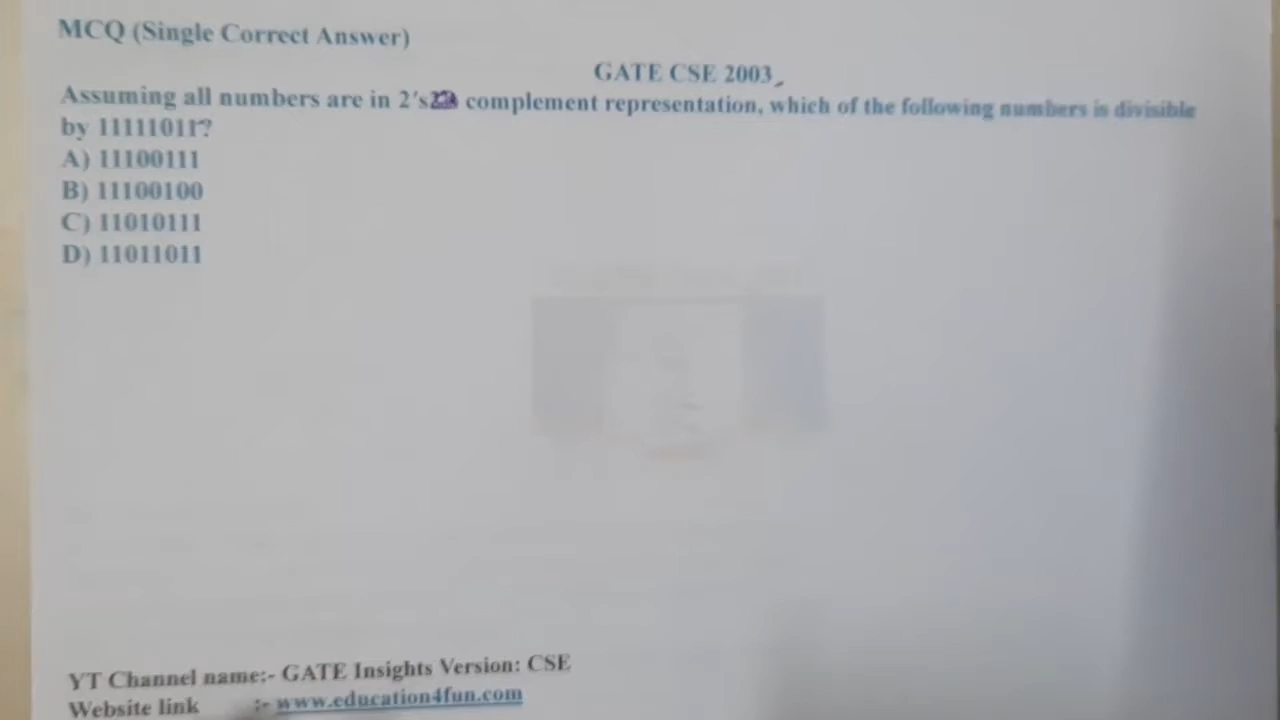 MCQ (Single Correct Answer)
GATE CSE 2003
Assuming all numbers are in 2's complement representation, which of the following numbers is divisible
by 11111011?
A) 11100111
B) 11100100
C) 11010111
D) 11011011
YT Channel name:- GATE Insights Version: CSE
Website link :- www.education4fun.com